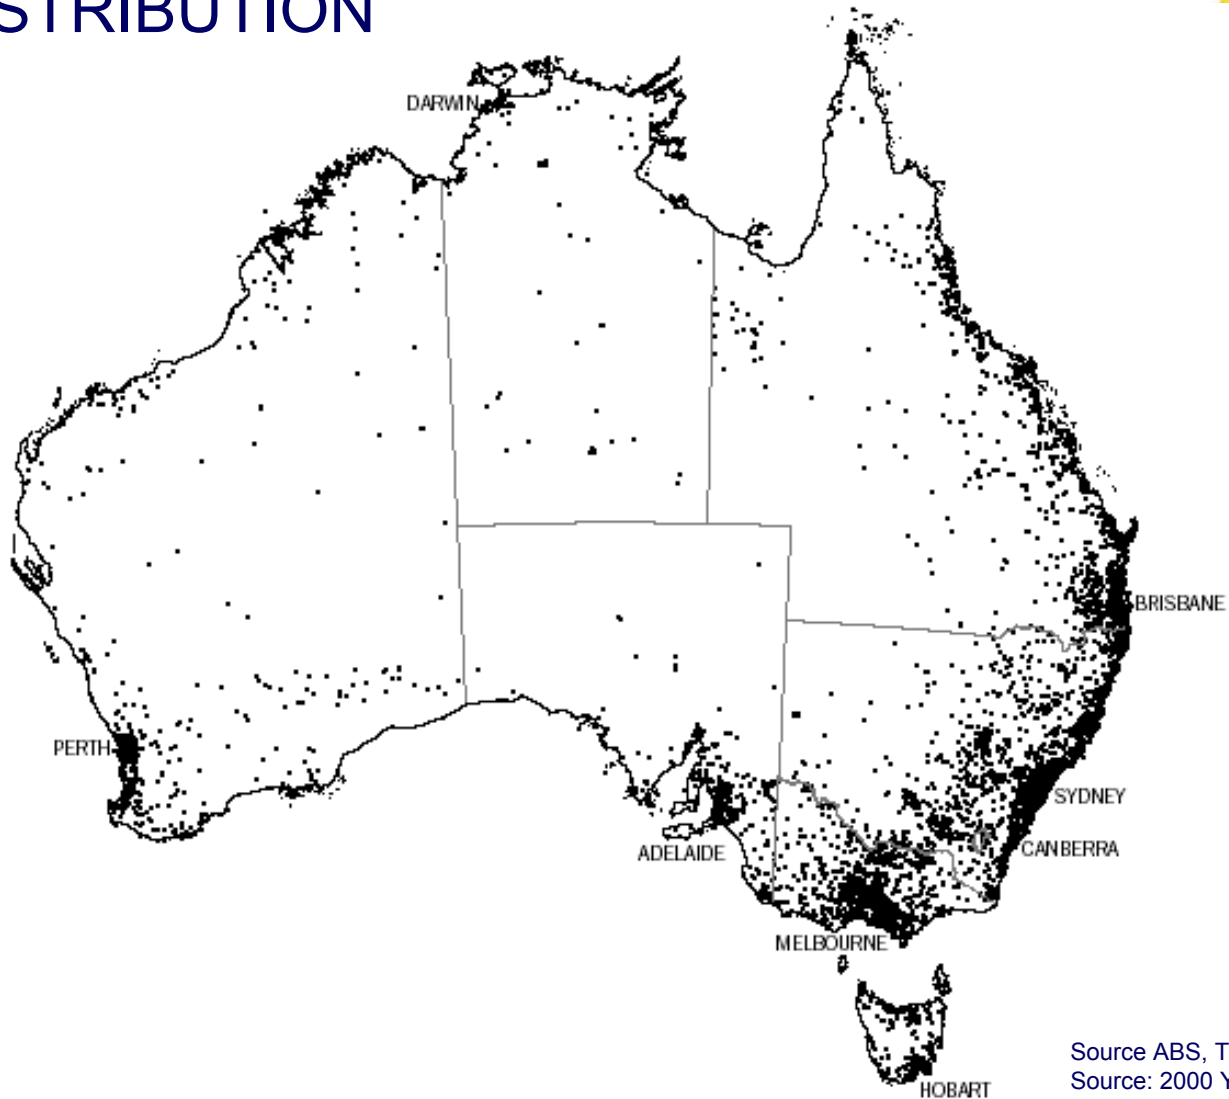 STRIBUTION
DARWIN
BRISBANE
PERTH
SYDNEY
CANBERRA
ADELAIDE
MELBOURNE
HOBART
Source ABS, T
Source: 2000 Y